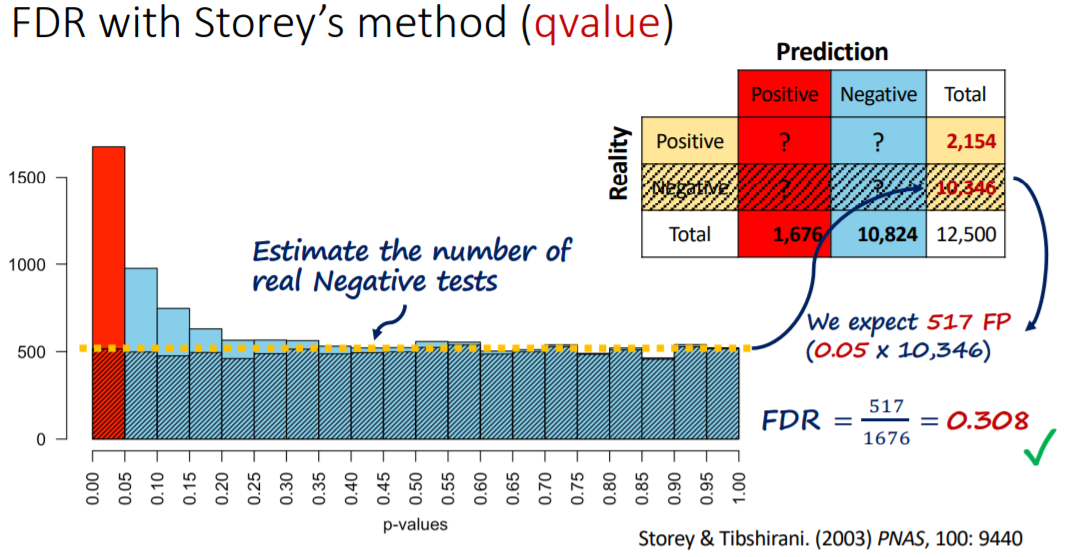 FDR with Storey’s method (qvalue)
Prediction
Positive Negative Total
Reality
Positive ? ? 2,154
Negative ? ? 10,346
Total 1,676 10,824 12,500
1500
1000
500
0
Estimate the number of
real Negative tests
We expect 517 FP
(0.05 x 10,346)
FDR = 517/1676 = 0.308
0.00 0.05 0.10 0.15 0.20 0.25 0.30 0.35 0.40 0.45 0.50 0.55 0.60 0.65 0.70 0.75 0.80 0.85 0.90 0.95 1.00
p-values
Storey & Tibshirani. (2003) PNAS, 100: 9440